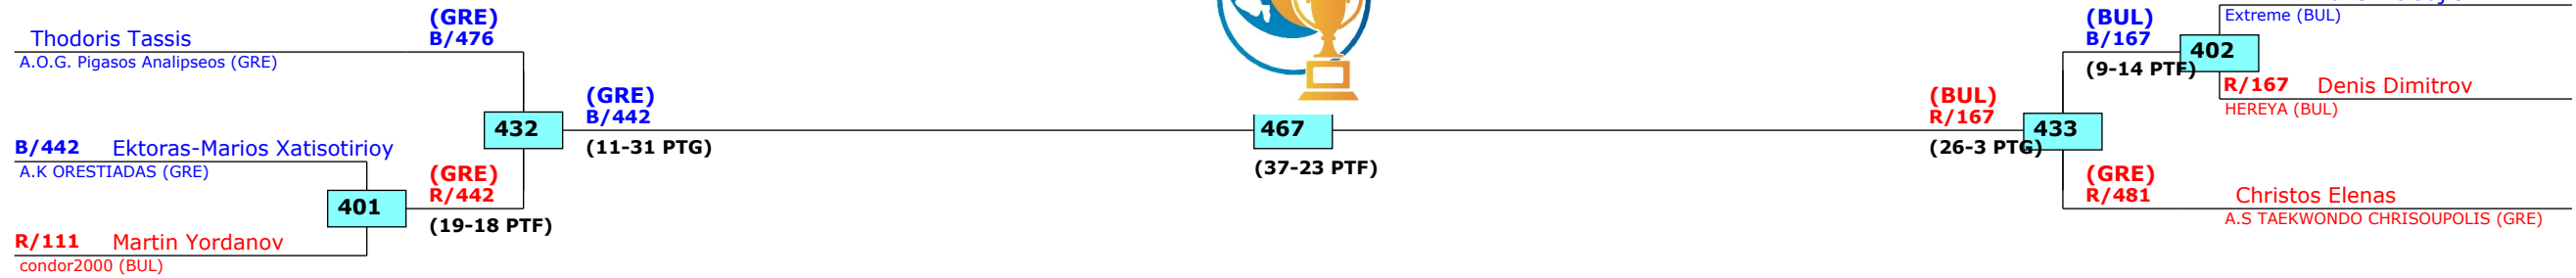 (GRE)
B/476
Thodoris Tassis
A.O.G. Pigasos Analipseos (GRE)
432
(GRE)
B/442
(11-31 PTG)
B/442 Ektoras-Marios Xatisotirioy
A.K ORESTIADAS (GRE)
(GRE)
R/442
401
(19-18 PTF)
R/111 Martin Yordanov
condor2000 (BUL)
467
(37-23 PTF)
(BUL)
R/167
433
(26-3 PTG)
(BUL)
B/167
(9-14 PTF)
402
Extreme (BUL)
R/167 Denis Dimitrov
HEREYA (BUL)
(GRE)
R/481
Christos Elenas
A.S TAEKWONDO CHRISOUPOLIS (GRE)